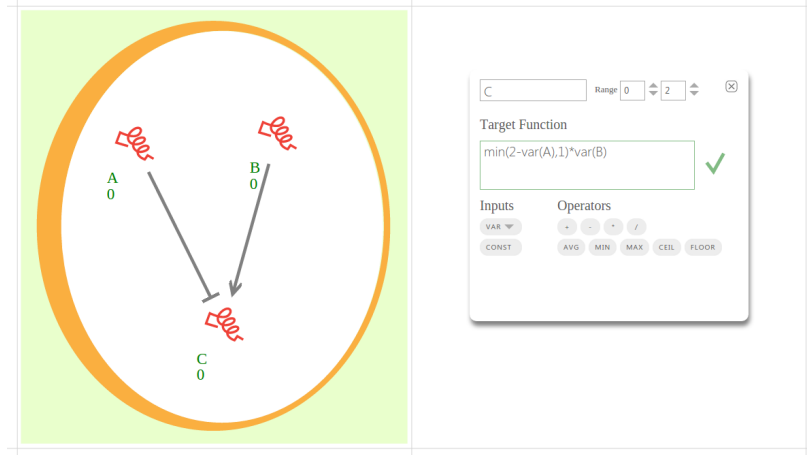 A
0
B
0
C
0
C
Range 0 2
Target Function
min(2-var(A),1)*var(B)
Inputs Operators
VAR + - * /
CONST AVG MIN MAX CEIL FLOOR